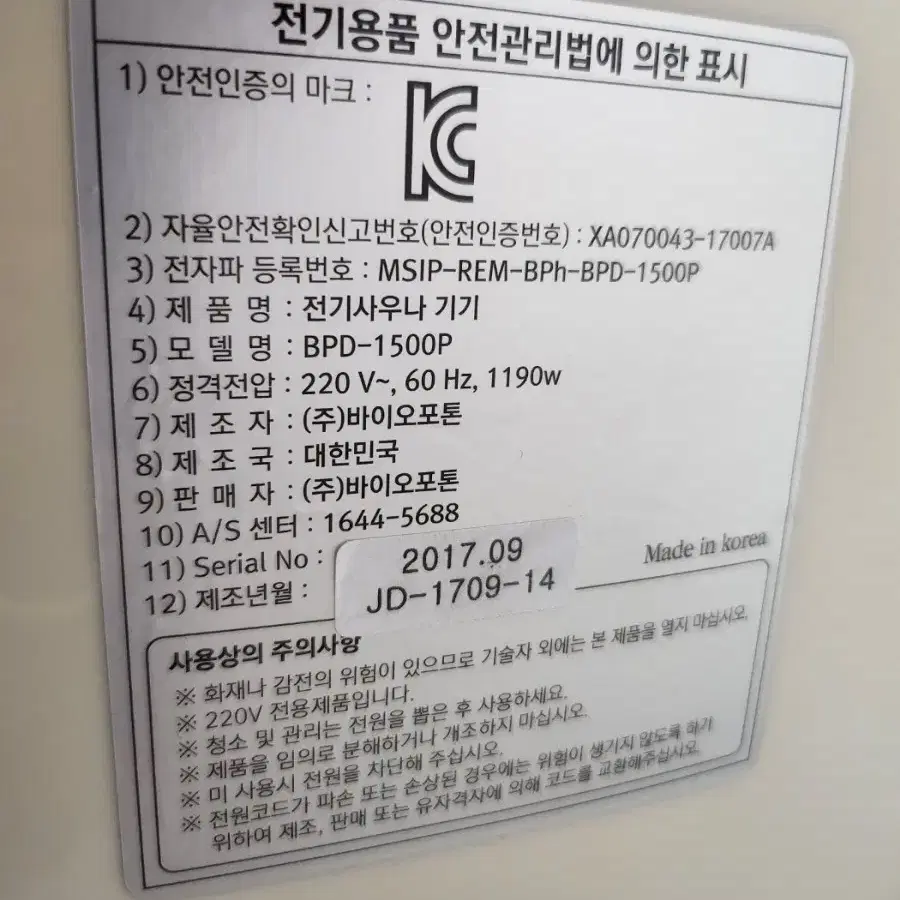 전기용품 안전관리법에 의한 표시
1) 안전인증의 마크 :
2) 자율안전확인신고번호(안전인증번호) : XA070043-17007A
3) 전자파 등록번호 : MSIP-REM-BPh-BPD-1500P
4) 제 품 명 : 전기사우나 기기
5) 모 델 명 : BPD-1500P
6) 정격전압 : 220 V~, 60 Hz, 1190w
7) 제 조 자 : (주)바이오포톤
8) 제 조 국 : 대한민국
9) 판 매 자 : (주)바이오포톤
10) A/S 센터 : 1644-5688
11) Serial No : 2017.09
12) 제조년월 : JD-1709-14
Made in korea
사용상의 주의사항
※ 화재나 감전의 위험이 있으므로 기술자 외에는 본 제품을 열지 마십시오.
※ 220V 전용제품입니다.
※ 청소 및 관리는 전원을 뽑은 후 사용하세요.
※ 제품을 임의로 분해하거나 개조하지 마십시오.
※ 미 사용시 전원을 차단해 주십시오.
※ 전원코드가 파손 또는 손상된 경우에는 위험이 생기지 않도록 하기
위하여 제조, 판매 또는 유자격자에 의해 코드를 교환해주십시오.